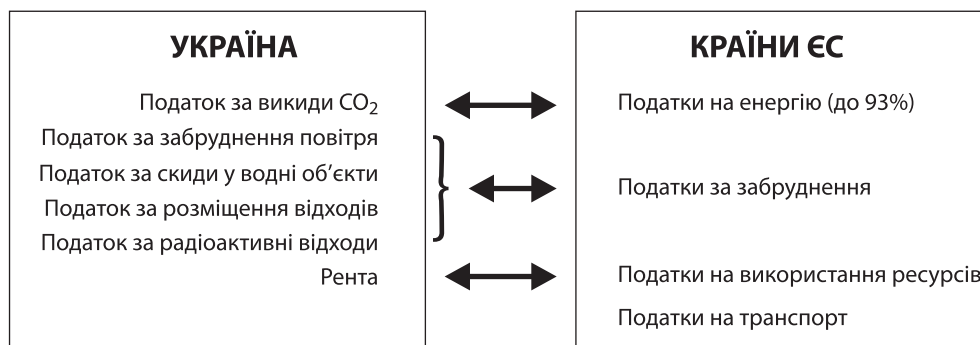 УКРАЇНА
Податок за викиди CO₂
Податок за забруднення повітря
Податок за скиди у водні об’єкти
Податок за розміщення відходів
Податок за радіоактивні відходи
Рента
КРАЇНИ ЄС
Податки на енергію (до 93%)
Податки за забруднення
Податки на використання ресурсів
Податки на транспорт